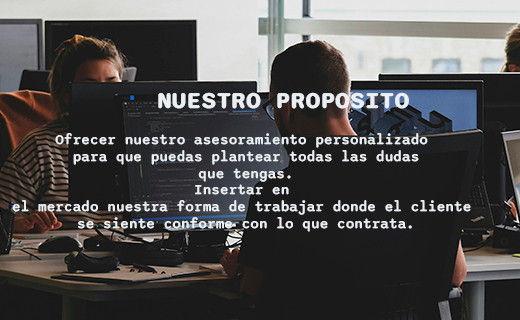 NUESTRO PROPOSITO
Ofrecer nuestro asesoramiento personalizado
para que puedas plantear todas las dudas
que tengas.
Insertar en
el mercado nuestra forma de trabajar donde el cliente
se siente conforme con lo que contrata.